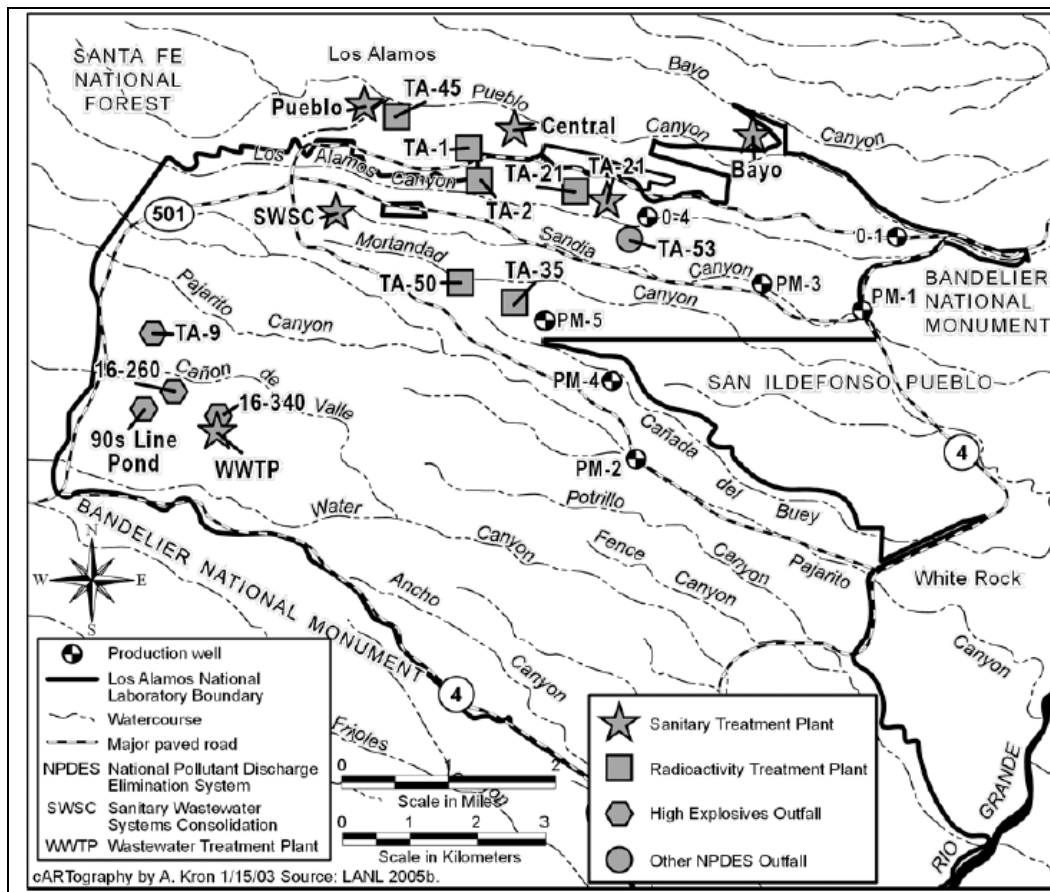 SANTA FE
NATIONAL
FOREST
Los Alamos
Bayo
Pueblo
TA-45
Pueblo
Central
Canyon
Canyon
Bayo
TA-1
Los Alamos
Canyon
TA-21
TA-21
TA-2
501
SWSC
0-4
0-1
Sandia
TA-53
Mortandad
TA-35
Canyon
TA-50
Canyon
PM-3
PM-1
BANDELIER
NATIONAL
MONUMENT
Pajarito
Canyon
PM-5
TA-9
16-260
Cañon de
Valle
PM-4
SAN ILDEFONSO PUEBLO
16-340
90s Line
Pond
WWTP
Cañada
del
Buey
PM-2
4
Potrillo
Water
Canyon
Fence
Canyon
Canyon
Pajarito
White Rock
Canyon
BANDELIER NATIONAL MONUMENT
Ancho
Canyon
4
Frijoles
Canyon
RIO GRANDE
N
W E
S
Production well
Los Alamos National
Laboratory Boundary
Watercourse
Major paved road
NPDES National Pollutant Discharge
Elimination System
SWSC Sanitary Wastewater
Systems Consolidation
WWTP Wastewater Treatment Plant
0 1 2
Scale in Miles
0 1 2 3
Scale in Kilometers
Sanitary Treatment Plant
Radioactivity Treatment Plant
High Explosives Outfall
Other NPDES Outfall
cARTography by A. Kron 1/15/03 Source: LANL 2005b.